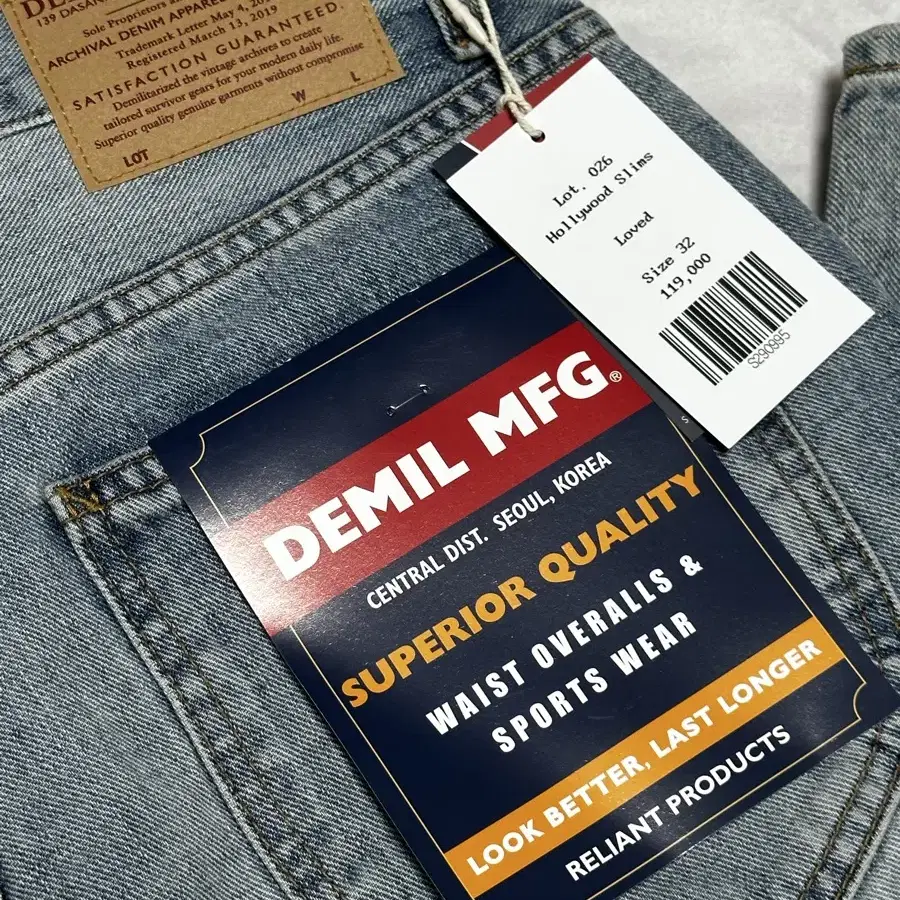 139 DASAN
Sole Proprietors an
Trademark Letter May 4, 20
Registered March 13, 2019
ARCHIVAL DENIM APPAREL
SATISFACTION GUARANTEED.
Demilitarized the vintage archives to create
tailored survivor gears for your modern daily life.
Superior quality genuine garments without compromise
W L
LOT
Lot. 026
Hollywood Slims
Loved
Size 32
119,000
S290995
S
DEMIL MFG.®
CENTRAL DIST. SEOUL, KOREA
SUPERIOR QUALITY
WAIST OVERALLS &
SPORTS WEAR
LOOK BETTER, LAST LONGER
RELIANT PRODUCTS